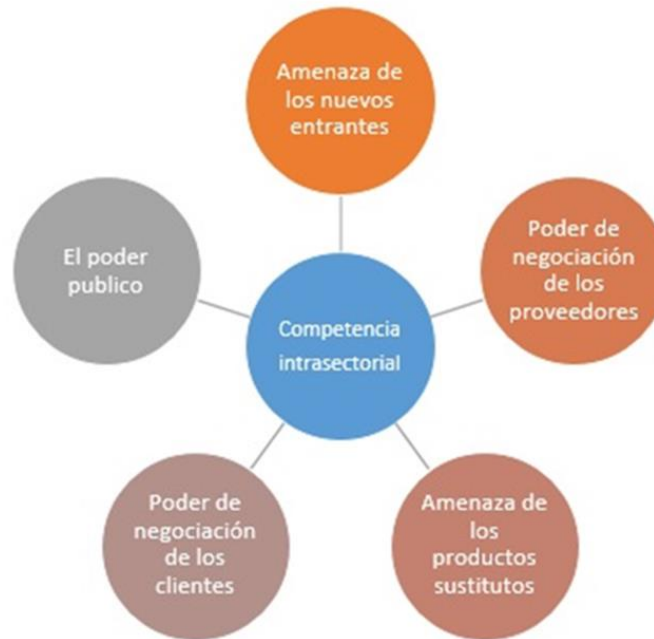 Amenaza de
los nuevos
entrantes
El poder
publico
Poder de
negociación
de los
proveedores
Competencia
intrasectorial
Poder de
negociación
de los
clientes
Amenaza de
los
productos
sustitutos